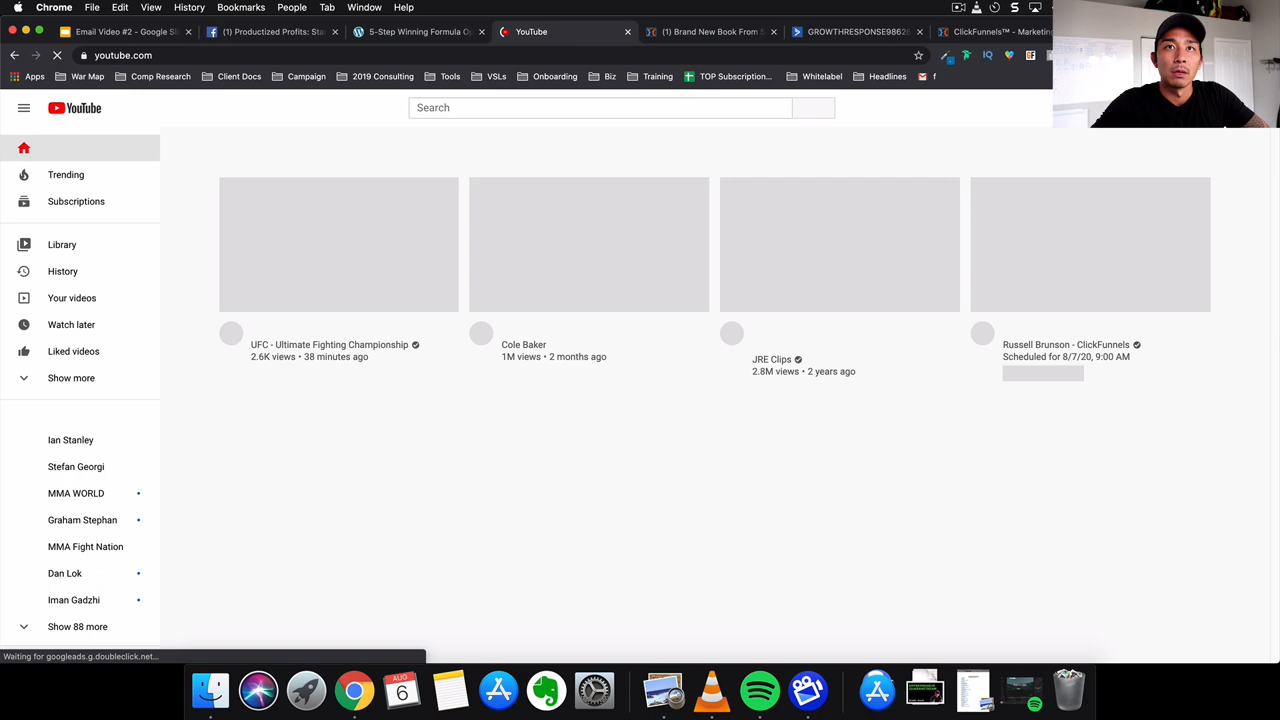 Chrome File Edit View History Bookmarks People Tab Window Help
Email Video #2 - Google Sl
(1) Productized Profits: Sta
5-Step Winning Formula Op
YouTube
(1) Brand New Book From S
GROWTHRESPONSE98628
ClickFunnels™ - Marketing
youtube.com
Apps War Map Comp Research Client Docs Campaign 2019 Consulting Tools VSLs Onboarding Biz Training TOP Subscription... Whitelabel Headlines f
YouTube
Search
Trending
Subscriptions
Library
History
Your videos
Watch later
Liked videos
Show more
Ian Stanley
Stefan Georgi
MMA WORLD
Graham Stephan
MMA Fight Nation
Dan Lok
Iman Gadzhi
Show 88 more
UFC - Ultimate Fighting Championship
2.6K views • 38 minutes ago
Cole Baker
1M views • 2 months ago
JRE Clips
2.8M views • 2 years ago
Russell Brunson - ClickFunnels
Scheduled for 8/7/20, 9:00 AM
Waiting for googleads.g.doubleclick.net...
AUG
6